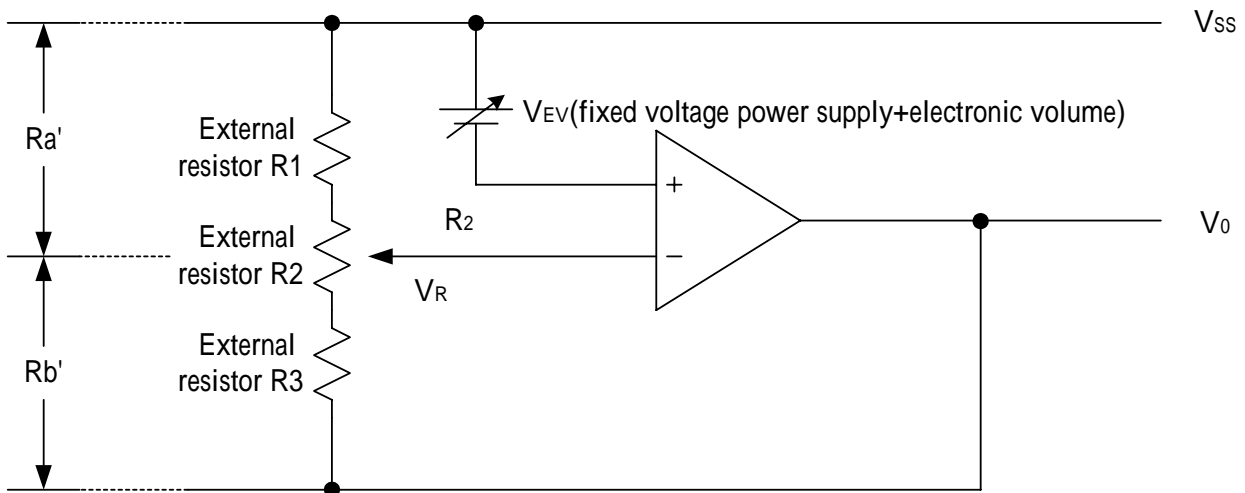 VSS
VEV(fixed voltage power supply+electronic volume)
Ra'
External
resistor R1
+
R2
V0
External
resistor R2
−
VR
External
resistor R3
Rb'